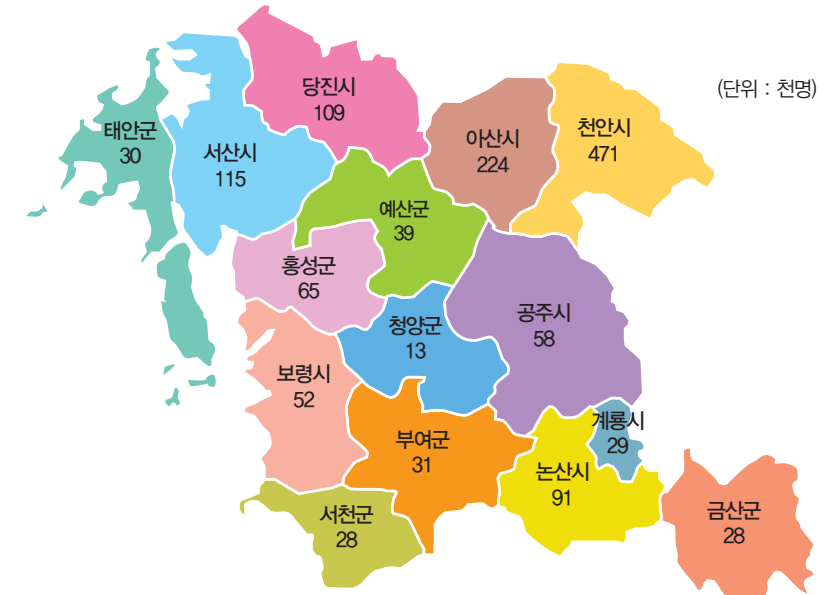 당진시
109
(단위 : 천명)
태안군
30
서산시
115
아산시
224
천안시
471
예산군
39
홍성군
65
청양군
13
공주시
58
보령시
52
부여군
31
계룡시
29
논산시
91
서천군
28
금산군
28